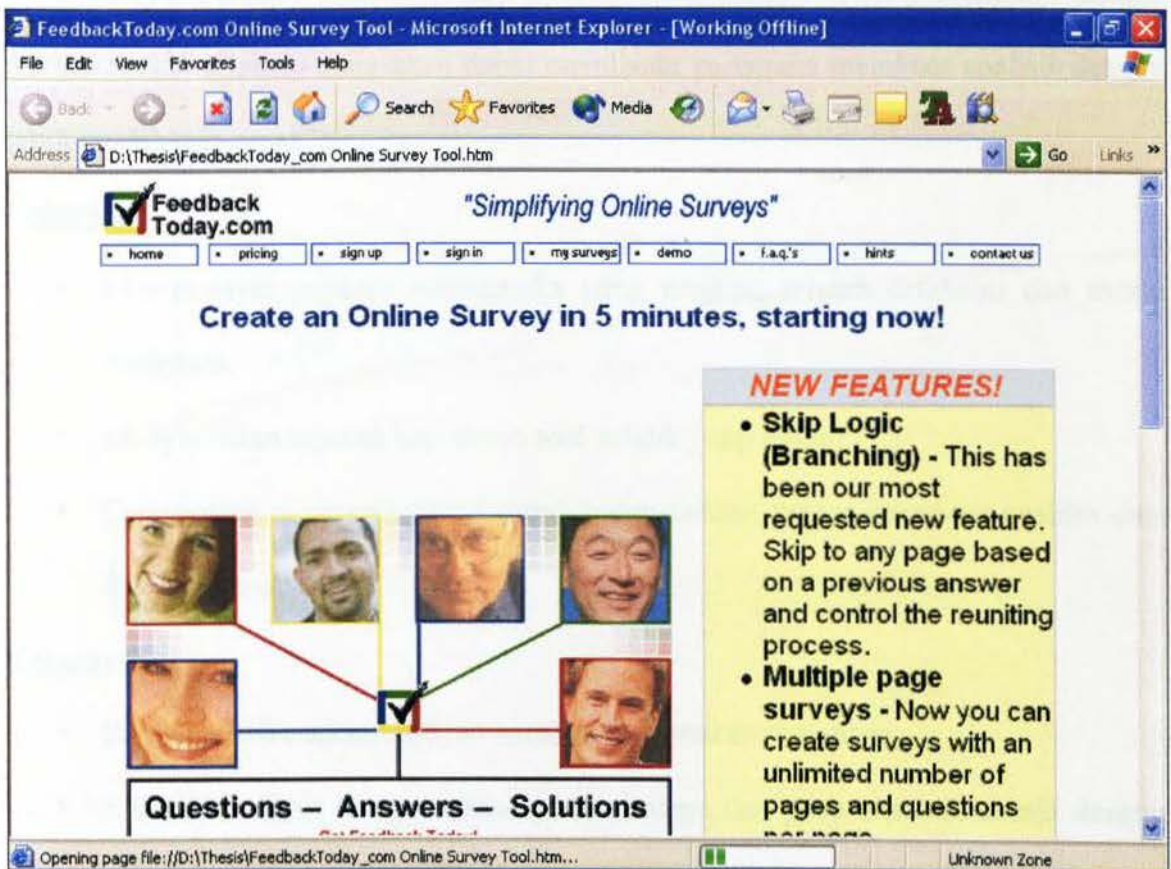 FeedbackToday.com Online Survey Tool - Microsoft Internet Explorer - [Working Offline]
File Edit View Favorites Tools Help
Back Search Favorites Media
Address D:\Thesis\FeedbackToday_com Online Survey Tool.htm Go Links »
Feedback
Today.com
"Simplifying Online Surveys"
home pricing sign up sign in my surveys demo f.a.q.'s hints contact us
Create an Online Survey in 5 minutes, starting now!
Questions – Answers – Solutions
Get Feedback Today!
NEW FEATURES!
• Skip Logic
(Branching) - This has
been our most
requested new feature.
Skip to any page based
on a previous answer
and control the reuniting
process.
• Multiple page
surveys - Now you can
create surveys with an
unlimited number of
pages and questions
per page.
Opening page file://D:\Thesis\FeedbackToday_com Online Survey Tool.htm... Unknown Zone